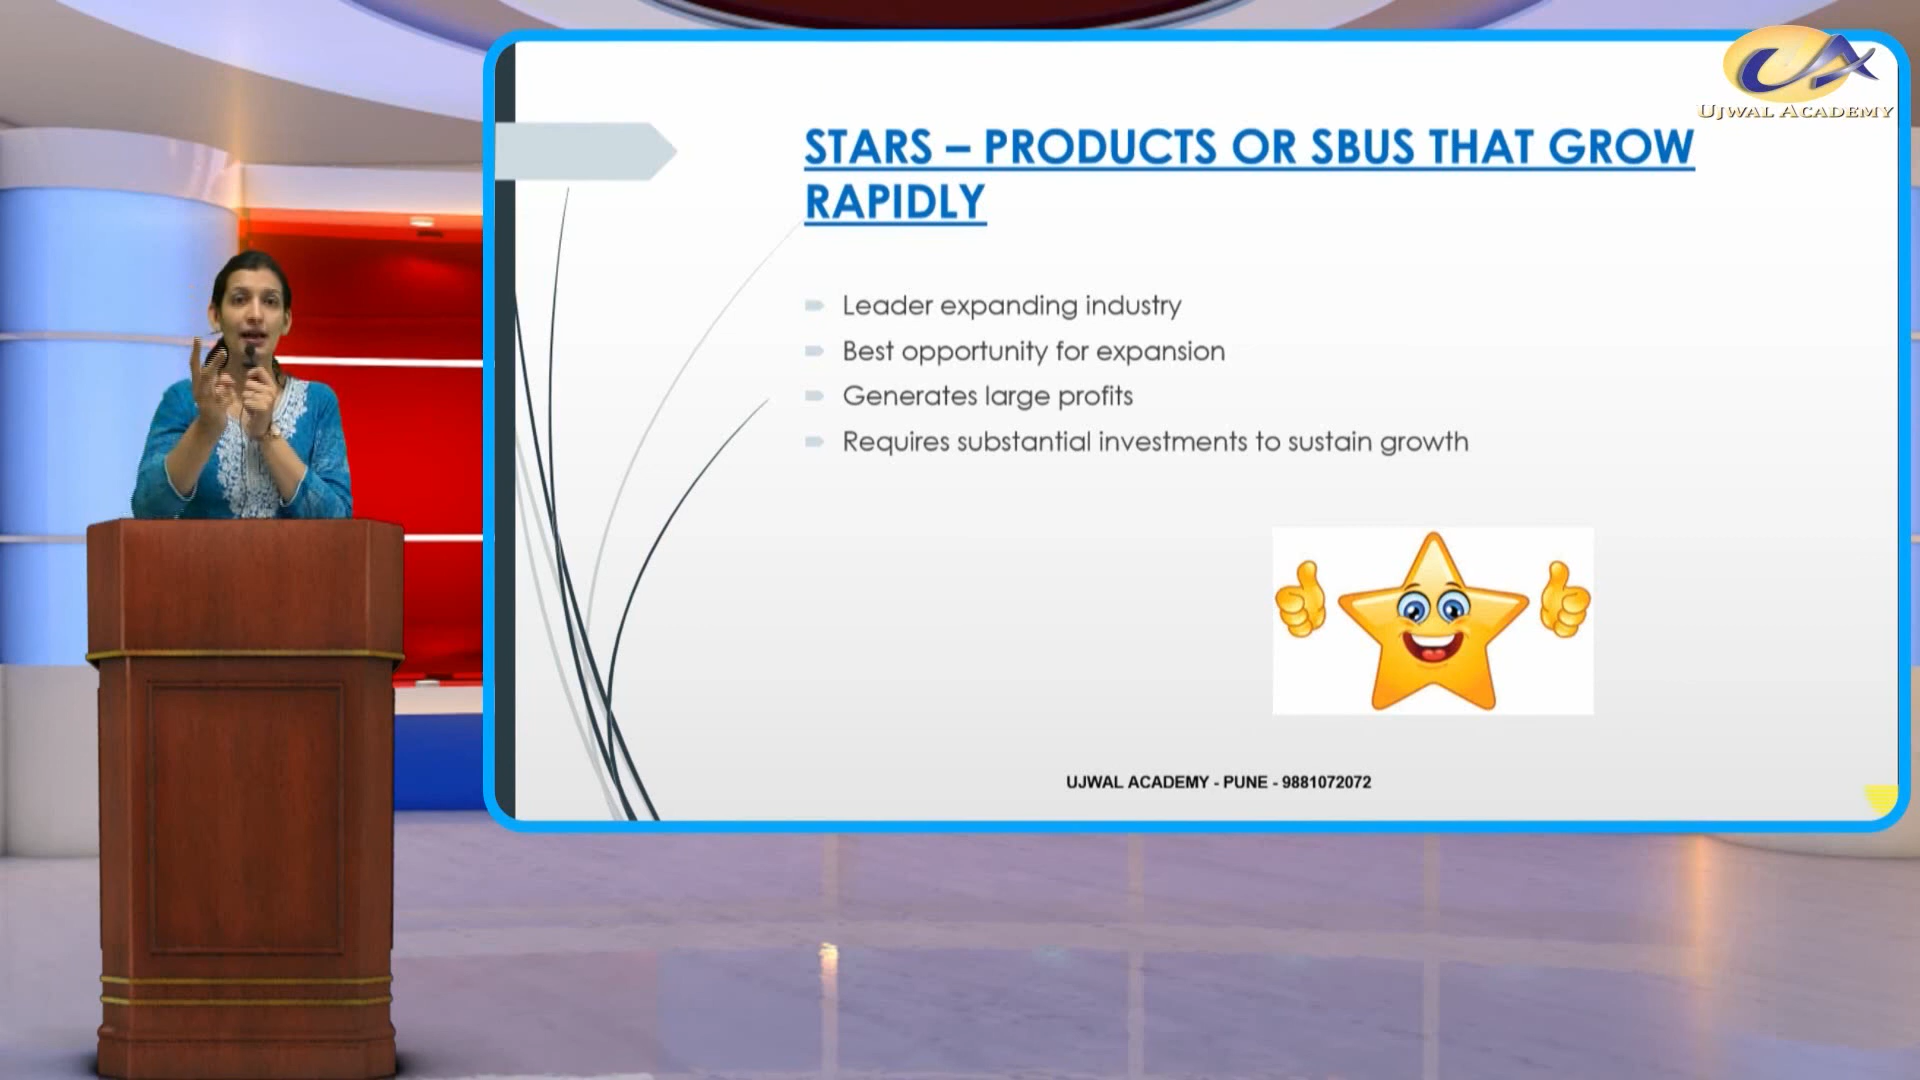 UJWAL ACADEMY
STARS – PRODUCTS OR SBUS THAT GROW
RAPIDLY
Leader expanding industry
Best opportunity for expansion
Generates large profits
Requires substantial investments to sustain growth
UJWAL ACADEMY - PUNE - 9881072072